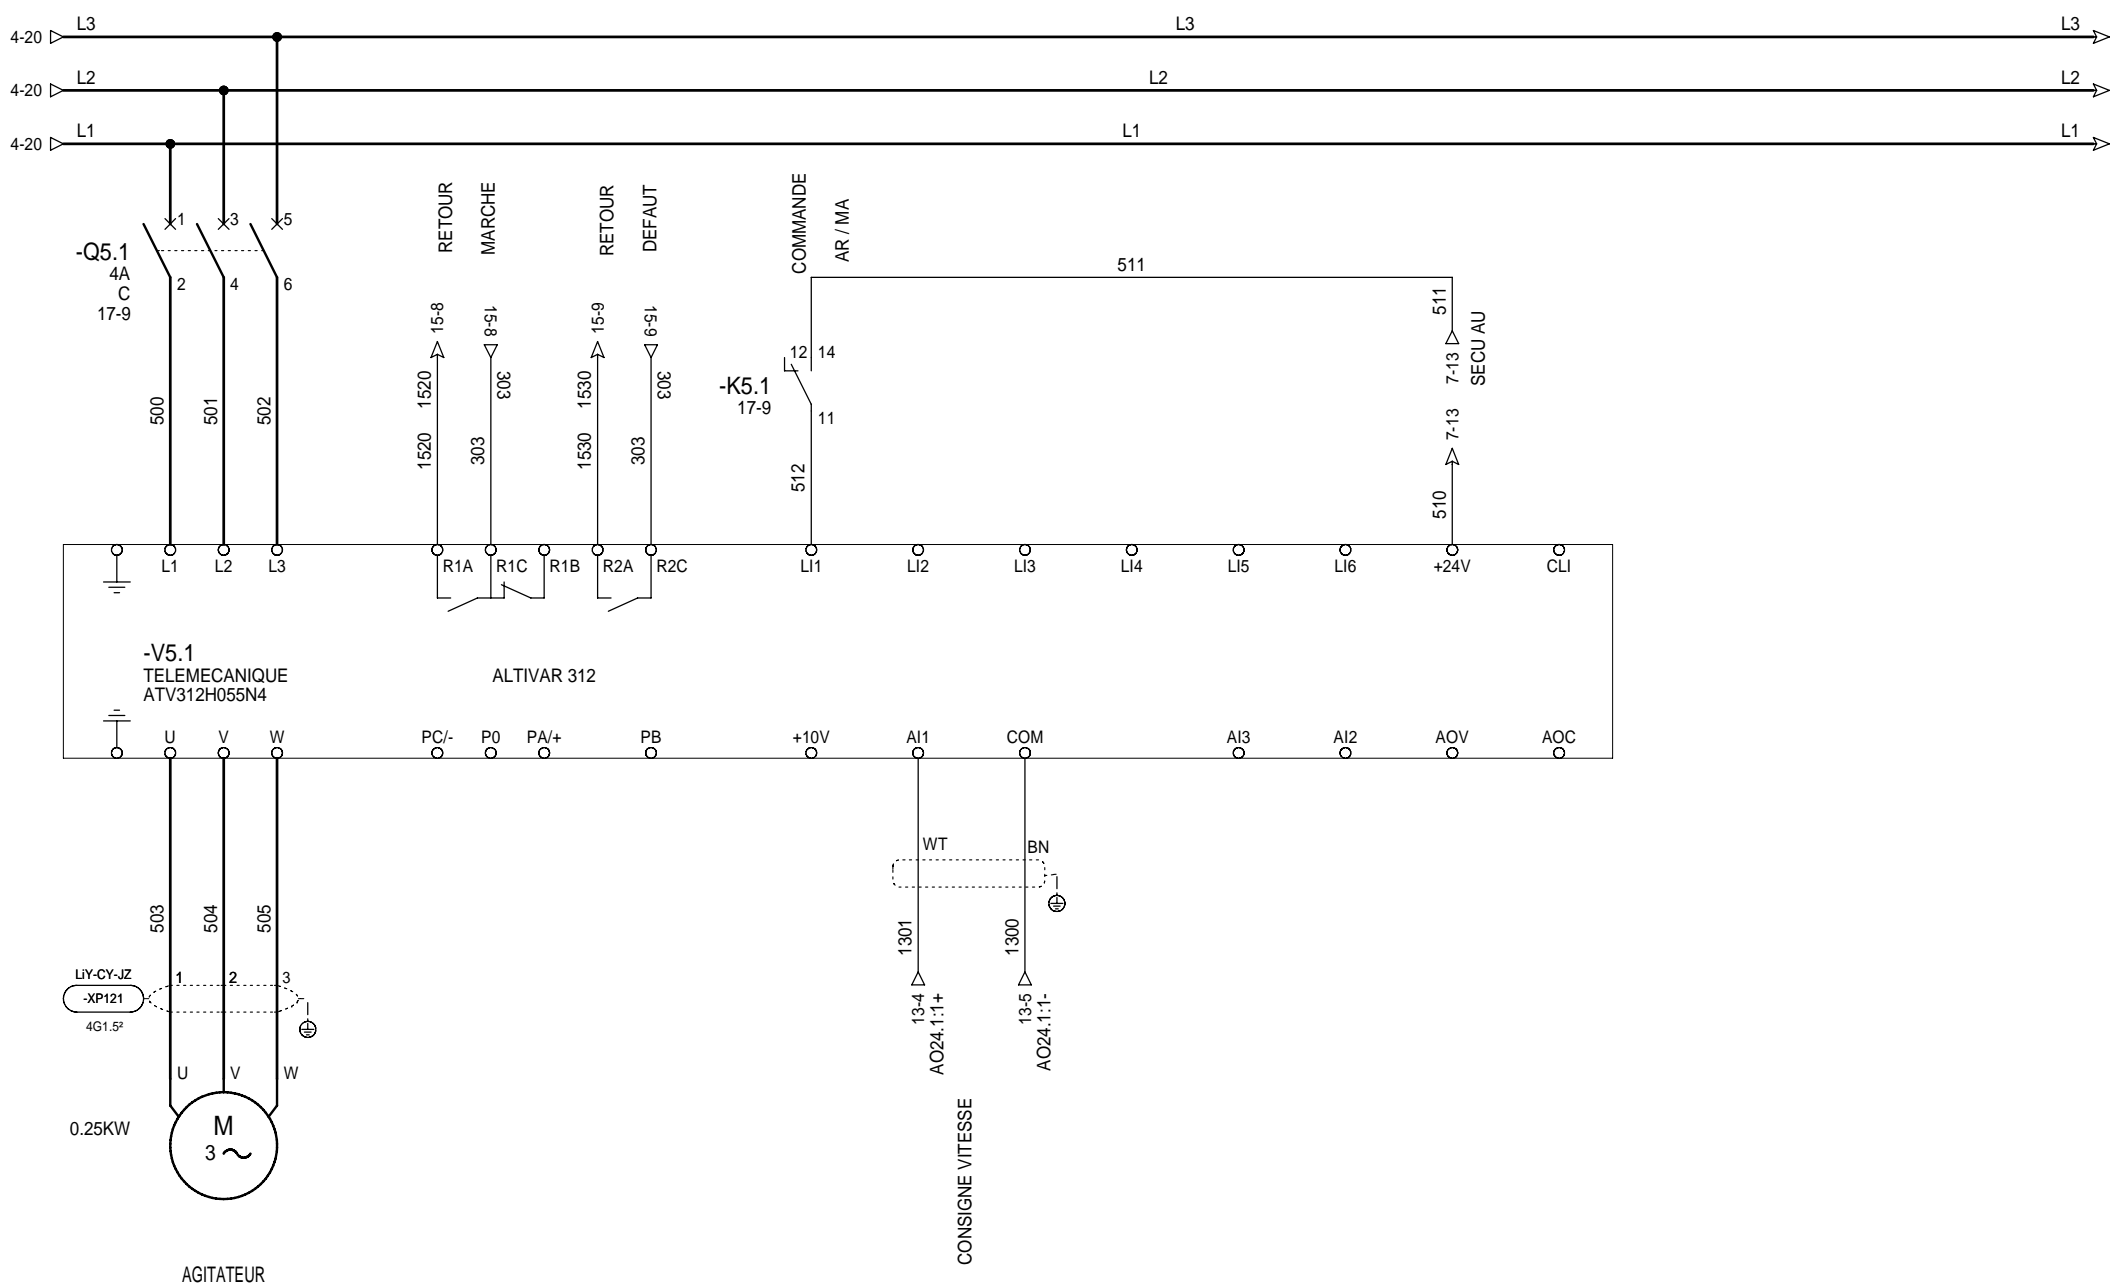 L3 L3 L3
4-20
L2 L2 L2
4-20
L1 L1 L1
4-20
RETOUR
MARCHE
RETOUR
DEFAUT
COMMANDE
AR / MA
1 3 5
-Q5.1
4A
C
17-9
2 4 6
511
511
SECU AU
15-8
15-8
15-9
15-9
7-13
7-13
12 14
-K5.1
17-9
11
1520
303
1530
303
500
501
502
1520
303
1530
303
512
510
L1 L2 L3 R1A R1C R1B R2A R2C LI1 LI2 LI3 LI4 LI5 LI6 +24V CLI
-V5.1
TELEMECANIQUE
ATV312H055N4
ALTIVAR 312
U V W PC/- P0 PA/+ PB +10V AI1 COM AI3 AI2 AOV AOC
WT BN
503
504
505
1301
1300
LiY-CY-JZ
-XP121
4G1.5²
1 2 3
13-4
AO24.1:1+
13-5
AO24.1:1-
U V W
0.25KW
M
3
CONSIGNE VITESSE
AGITATEUR